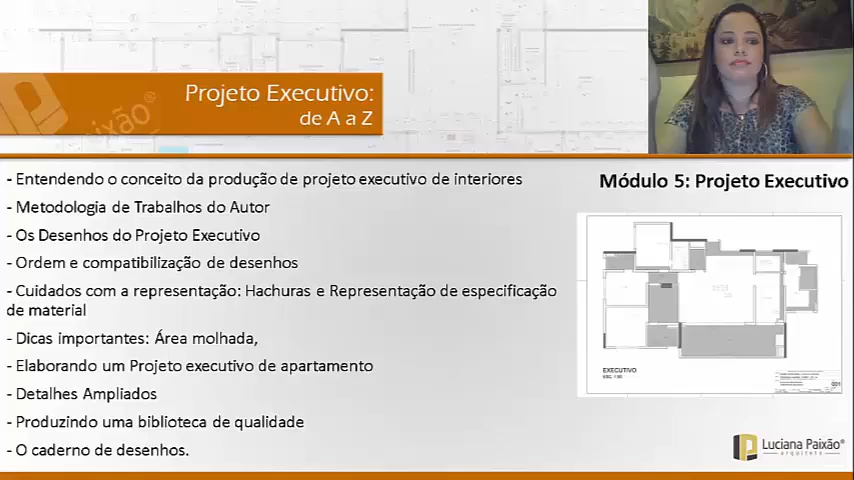 Projeto Executivo:
de A a Z
Paixão®
- Entendendo o conceito da produção de projeto executivo de interiores
- Metodologia de Trabalhos do Autor
- Os Desenhos do Projeto Executivo
- Ordem e compatibilização de desenhos
- Cuidados com a representação: Hachuras e Representação de especificação
de material
- Dicas importantes: Área molhada,
- Elaborando um Projeto executivo de apartamento
- Detalhes Ampliados
- Produzindo uma biblioteca de qualidade
- O caderno de desenhos.
Módulo 5: Projeto Executivo
EXECUTIVO
001
Luciana Paixão®
arquiteta